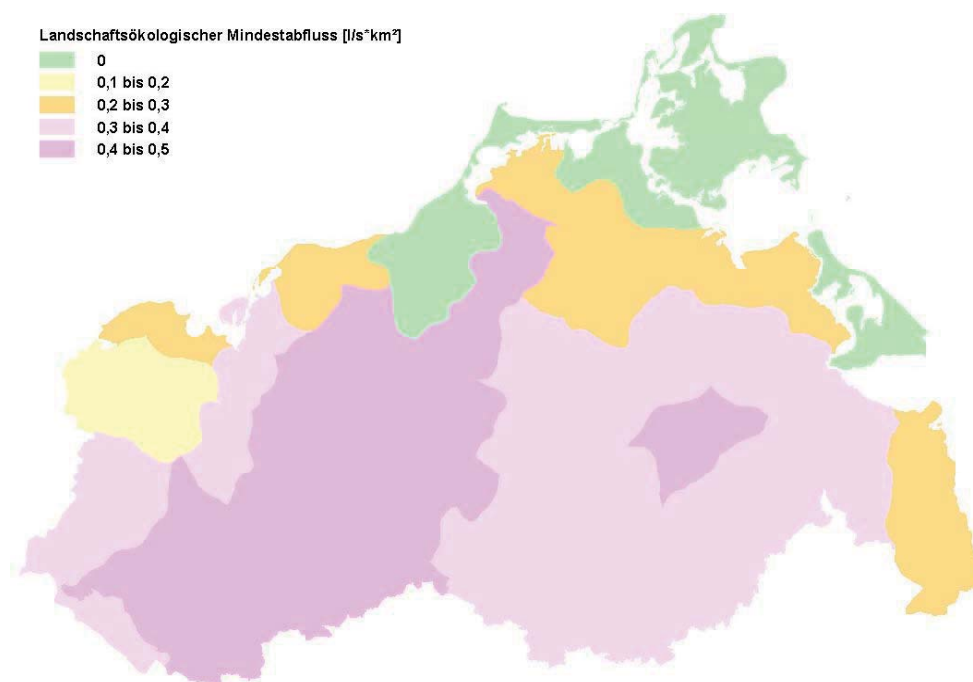 Landschaftsökologischer Mindestabfluss [l/s*km²]
0
0,1 bis 0,2
0,2 bis 0,3
0,3 bis 0,4
0,4 bis 0,5